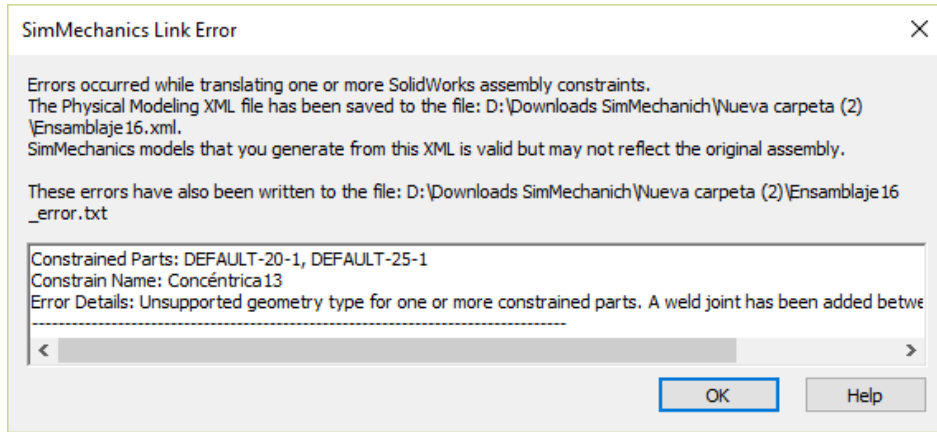 SimMechanics Link Error
Errors occurred while translating one or more SolidWorks assembly constraints.
The Physical Modeling XML file has been saved to the file: D:\Downloads SimMechanich\Nueva carpeta (2)
\Ensamblaje16.xml.
SimMechanics models that you generate from this XML is valid but may not reflect the original assembly.
These errors have also been written to the file: D:\Downloads SimMechanich\Nueva carpeta (2)\Ensamblaje16
_error.txt
Constrained Parts: DEFAULT-20-1, DEFAULT-25-1
Constrain Name: Concéntrica13
Error Details: Unsupported geometry type for one or more constrained parts. A weld joint has been added betwe
--------------------------------------------------------------------------------
OK
Help